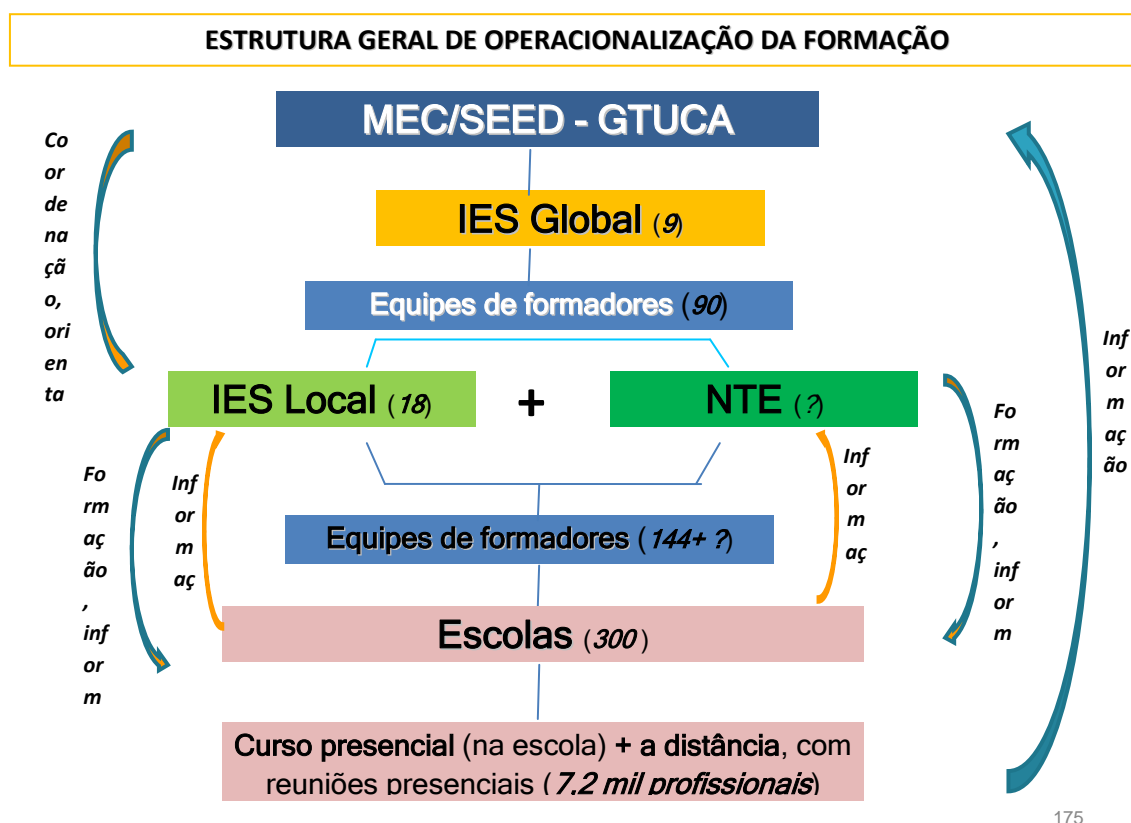 ESTRUTURA GERAL DE OPERACIONALIZAÇÃO DA FORMAÇÃO
MEC/SEED - GTUCA
IES Global (9)
Equipes de formadores (90)
IES Local (18)
+
NTE (?)
Equipes de formadores (144+ ?)
Escolas (300 )
Curso presencial (na escola) + a distância, com
reuniões presenciais ( 7,2 mil profissionais)
Co
or
de
na
çã
o,
ori
en
ta
Fo
rm
aç
ão
,
inf
or
m
Inf
or
m
aç
Inf
or
m
aç
Fo
rm
aç
ão
,
inf
or
m
Inf
or
m
aç
ão
175